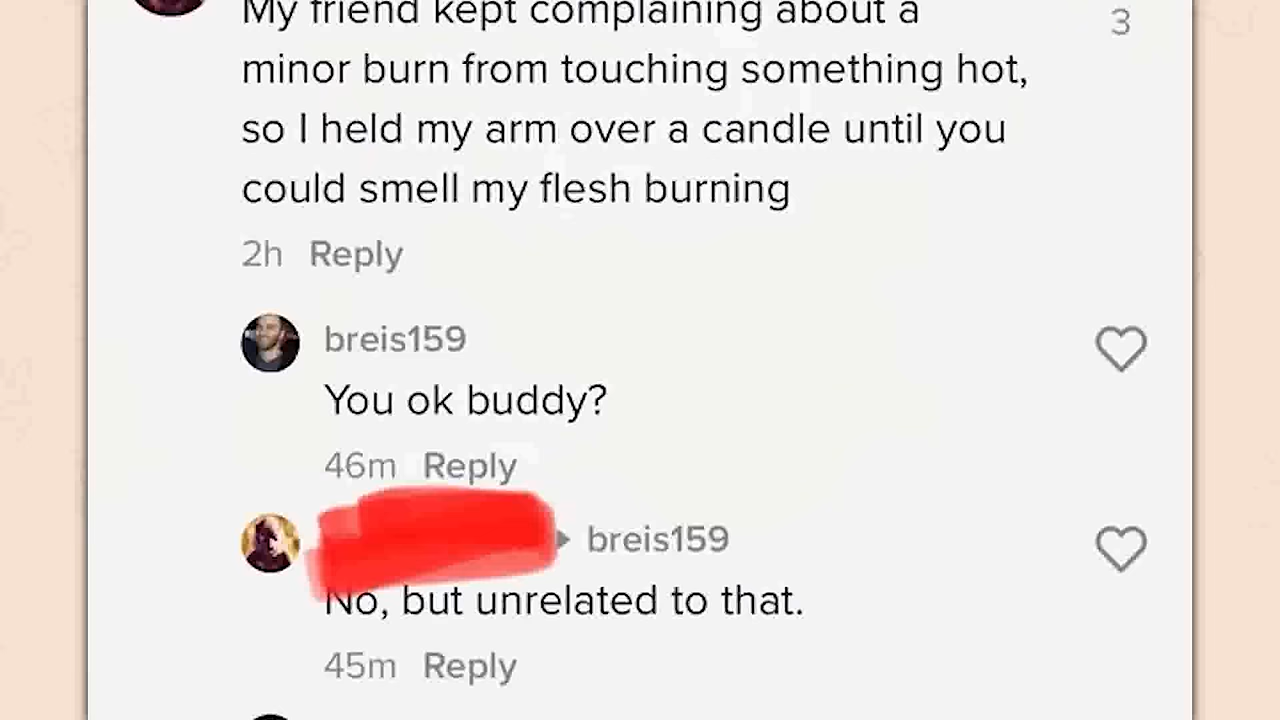 My friend kept complaining about a
3
minor burn from touching something hot,
so I held my arm over a candle until you
could smell my flesh burning
2h Reply
breis159
You ok buddy?
46m Reply
breis159
No, but unrelated to that.
45m Reply